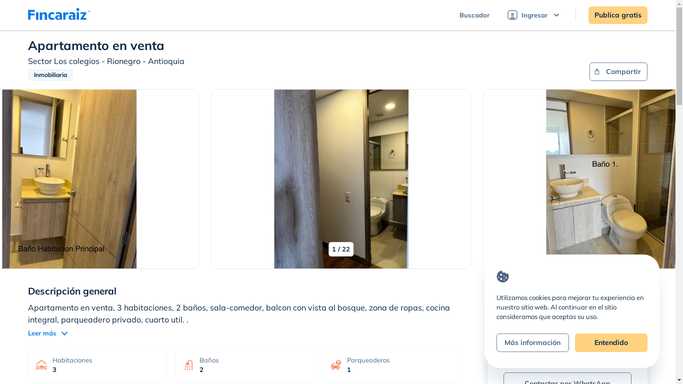 Fincaraiz
Buscador
Ingresar
Publica gratis
Apartamento en venta
Sector Los colegios - Rionegro - Antioquia
Inmobiliaria
Compartir
Baño Habitacion Principal
1 / 22
Baño 1.
Descripción general
Apartamento en venta, 3 habitaciones, 2 baños, sala-comedor, balcon con vista al bosque, zona de ropas, cocina
integral, parqueadero privado, cuarto util. .
Leer más
Habitaciones
3
Baños
2
Parqueaderos
1
Utilizamos cookies para mejorar tu experiencia en
nuestro sitio web. Al continuar en el sitio
consideramos que aceptas su uso.
Más información
Entendido
Contactar por WhatsApp